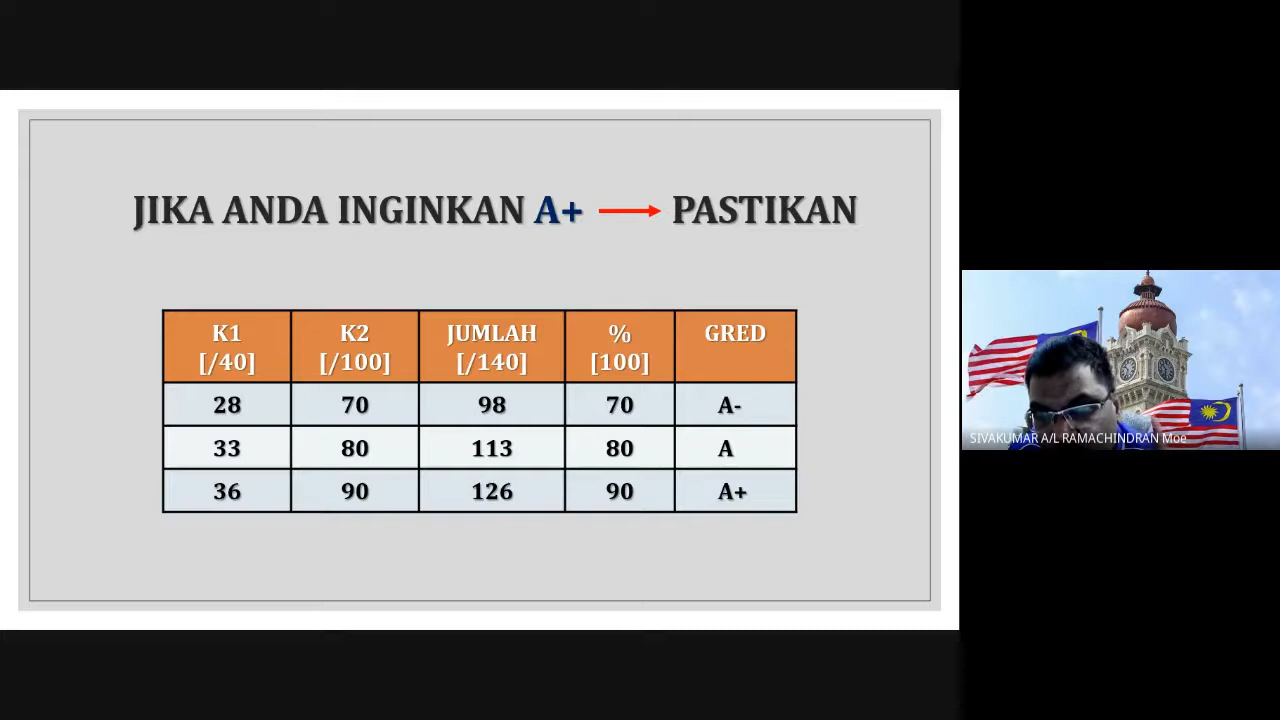 JIKA ANDA INGINKAN A+ PASTIKAN
K1 K2 JUMLAH % GRED
[/40] [/100] [/140] [100]
28 70 98 70 A-
33 80 113 80 A
36 90 126 90 A+
SIVAKUMAR A/L RAMACHINDRAN Moe